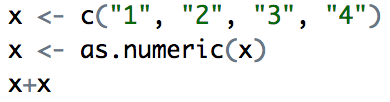 x <- c("1", "2", "3", "4")
x <- as.numeric(x)
x+x